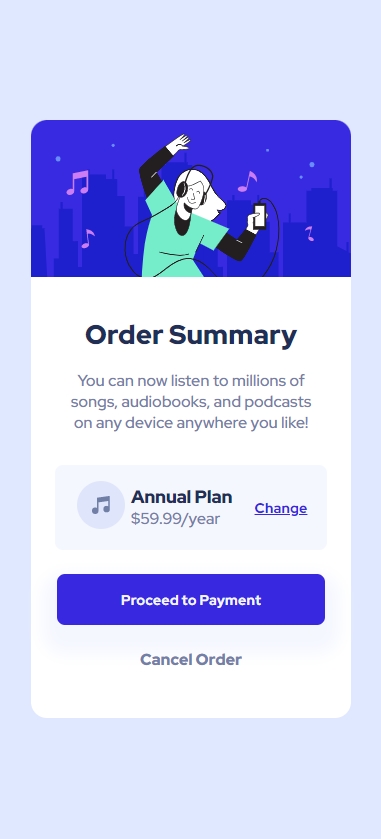 Order Summary
You can now listen to millions of
songs, audiobooks, and podcasts
on any device anywhere you like!
Annual Plan
$59.99/year
Change
Proceed to Payment
Cancel Order